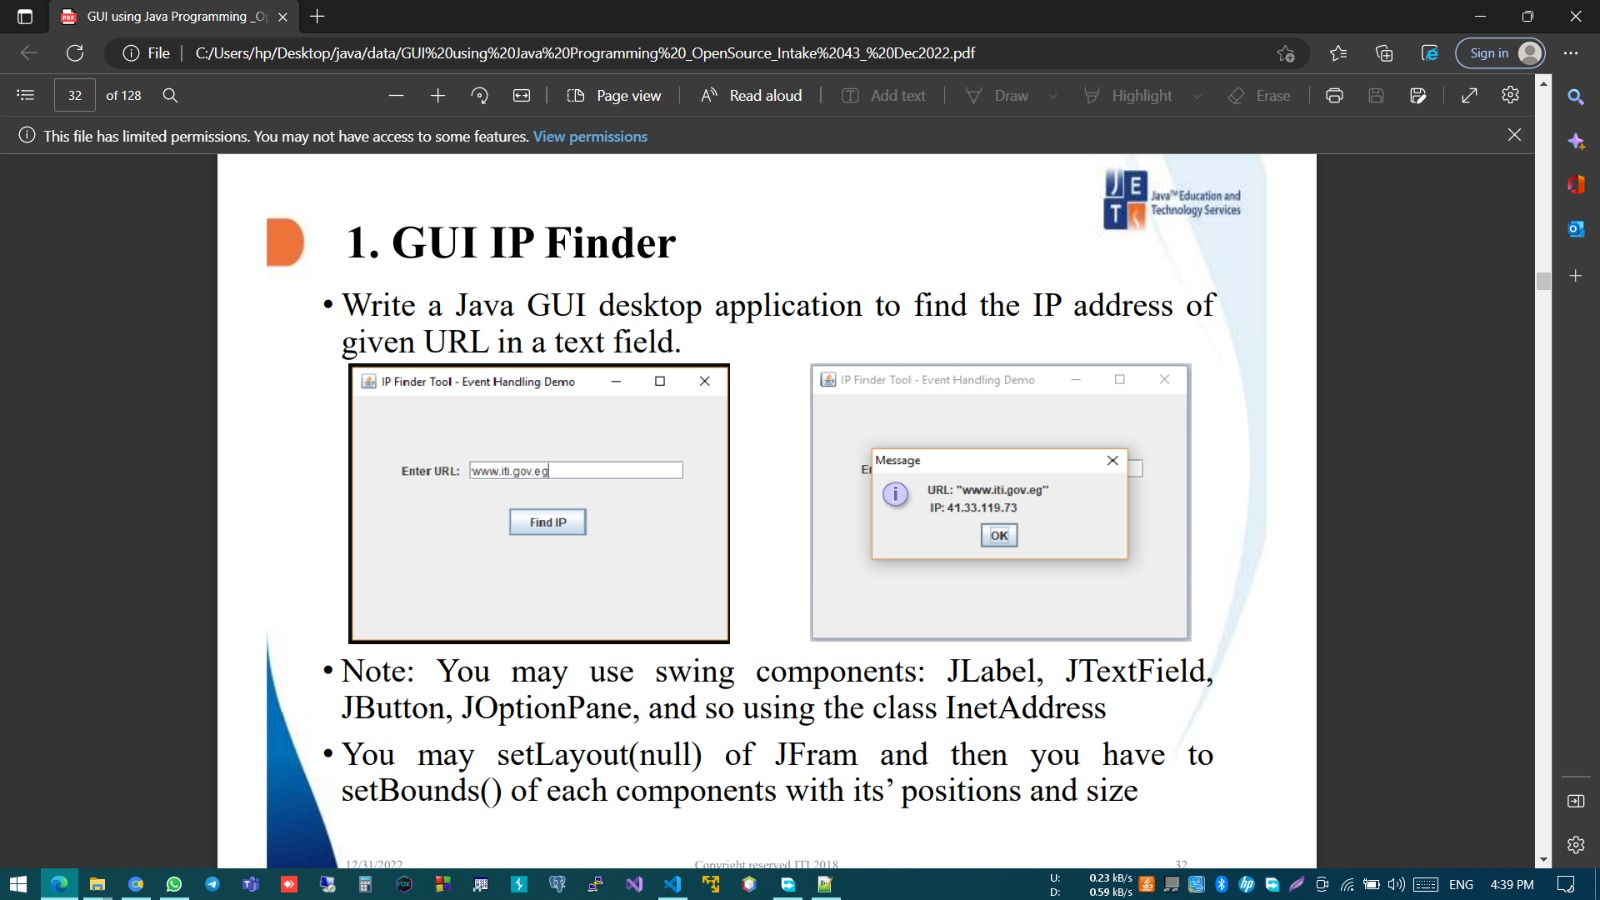 GUI using Java Programming _O
File
C:/Users/hp/Desktop/java/data/GUI%20using%20Java%20Programming%20_OpenSource_Intake%2043_%20Dec2022.pdf
Sign in
32 of 128
Page view
Read aloud
Add text
Draw
Highlight
Erase
This file has limited permissions. You may not have access to some features. View permissions
JET
Java™ Education and
Technology Services
1. GUI IP Finder
• Write a Java GUI desktop application to find the IP address of
given URL in a text field.
IP Finder Tool - Event Handling Demo
Enter URL: www.iti.gov.eg
Find IP
IP Finder Tool - Event Handling Demo
En
Message
URL: "www.iti.gov.eg"
IP: 41.33.119.73
OK
• Note: You may use swing components: JLabel, JTextField,
JButton, JOptionPane, and so using the class InetAddress
• You may setLayout(null) of JFram and then you have to
setBounds() of each components with its’ positions and size
12/31/2022
Copyright reserved ITI 2018
32
U: 0.23 kB/s
D: 0.59 kB/s
ENG
4:39 PM